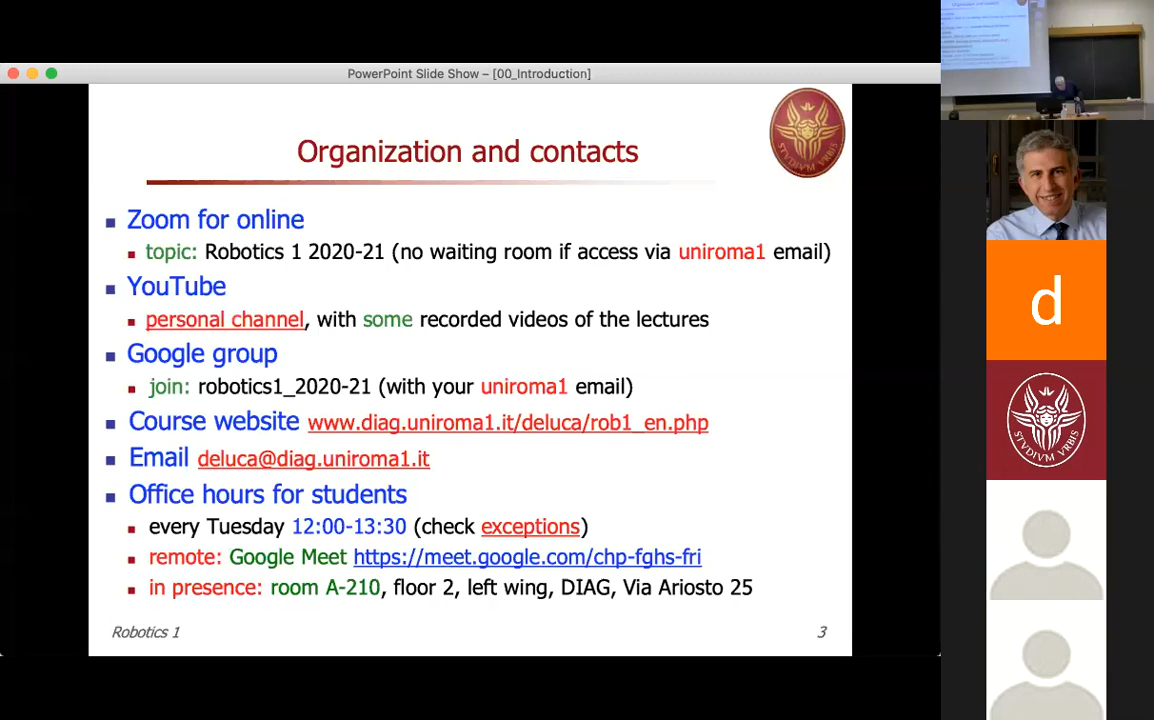 PowerPoint Slide Show – [00_Introduction]
Organization and contacts
Zoom for online
topic: Robotics 1 2020-21 (no waiting room if access via uniroma1 email)
YouTube
personal channel, with some recorded videos of the lectures
Google group
join: robotics1_2020-21 (with your uniroma1 email)
Course website www.diag.uniroma1.it/deluca/rob1_en.php
Email deluca@diag.uniroma1.it
Office hours for students
every Tuesday 12:00-13:30 (check exceptions)
remote: Google Meet https://meet.google.com/chp-fghs-fri
in presence: room A-210, floor 2, left wing, DIAG, Via Ariosto 25
Robotics 1
3
STVDIVM VRBIS
d
STVDIVM VRBIS